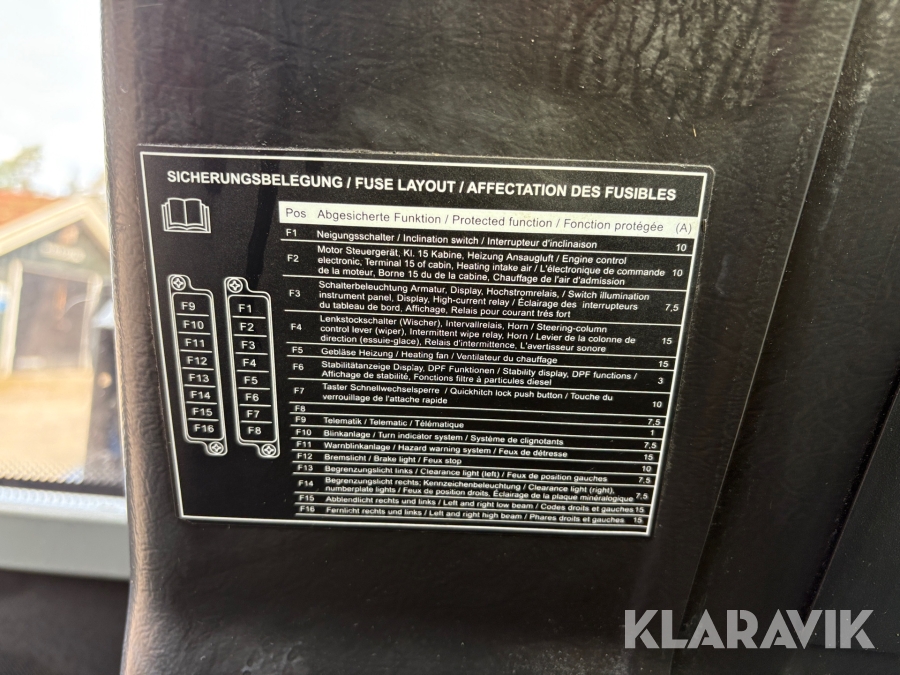 SICHERUNGSBELEGUNG / FUSE LAYOUT / AFFECTATION DES FUSIBLES
Pos Abgesicherte Funktion / Protected function / Fonction protégée (A)
F1 Neigungsschalter / Inclination switch / Interrupteur d'inclinaison 10
F2 Motor Steuergerät, Kl. 15 Kabine, Heizung Ansaugluft / Engine control
electronic, Terminal 15 of cabin, Heating intake air / L'électronique de commande 10
de la moteur, Borne 15 du de la cabine, Chauffage de l'air d'admission
F3 Schalterbeleuchtung Armatur, Display, Hochstromrelais, / Switch illumination
instrument panel, Display, High-current relay / Éclairage des interrupteurs 7,5
du tableau de bord, Affichage, Relais pour courant trés fort
F4 Lenkstockschalter (Wischer), Intervallrelais, Horn / Steering-column
control lever (wiper), Intermittent wipe relay, Horn / Levier de la colonne de 15
direction (essuie-glace), Relais d'intermittence, L'avertisseur sonore
F5 Gebläse Heizung / Heating fan / Ventilateur du chauffage 15
F6 Stabilitätanzeige Display, DPF Funktionen / Stability display, DPF functions / 3
Affichage de stabilité, Fonctions filtre à particules diesel
F7 Taster Schnellwechselsperre / Quickhitch lock push button / Touche du 10
verrouillage de l'attache rapide
F8 7,5
F9 Telematik / Telematic / Télématique 1
F10 Blinkanlage / Turn indicator system / Système de clignotants 7,5
F11 Warnblinkanlage / Hazard warning system / Feux de détresse 15
F12 Bremslicht / Brake light / Feux stop 10
F13 Begrenzungslicht links / Clearance light (left) / Feux de position gauches 7,5
F14 Begrenzungslicht rechts; Kennzeichenbeleuchtung / Clearance light (right),
numberplate lights / Feux de position droits, Éclairage de la plaque minéralogique 7,5
F15 Abblendlicht rechts und links / Left and right low beam / Codes droits et gauches 15
F16 Fernlicht rechts und links / Left and right high beam / Phares droits et gauches 15
F9
F10
F11
F12
F13
F14
F15
F16
F1
F2
F3
F4
F5
F6
F7
F8
KLARAVIK